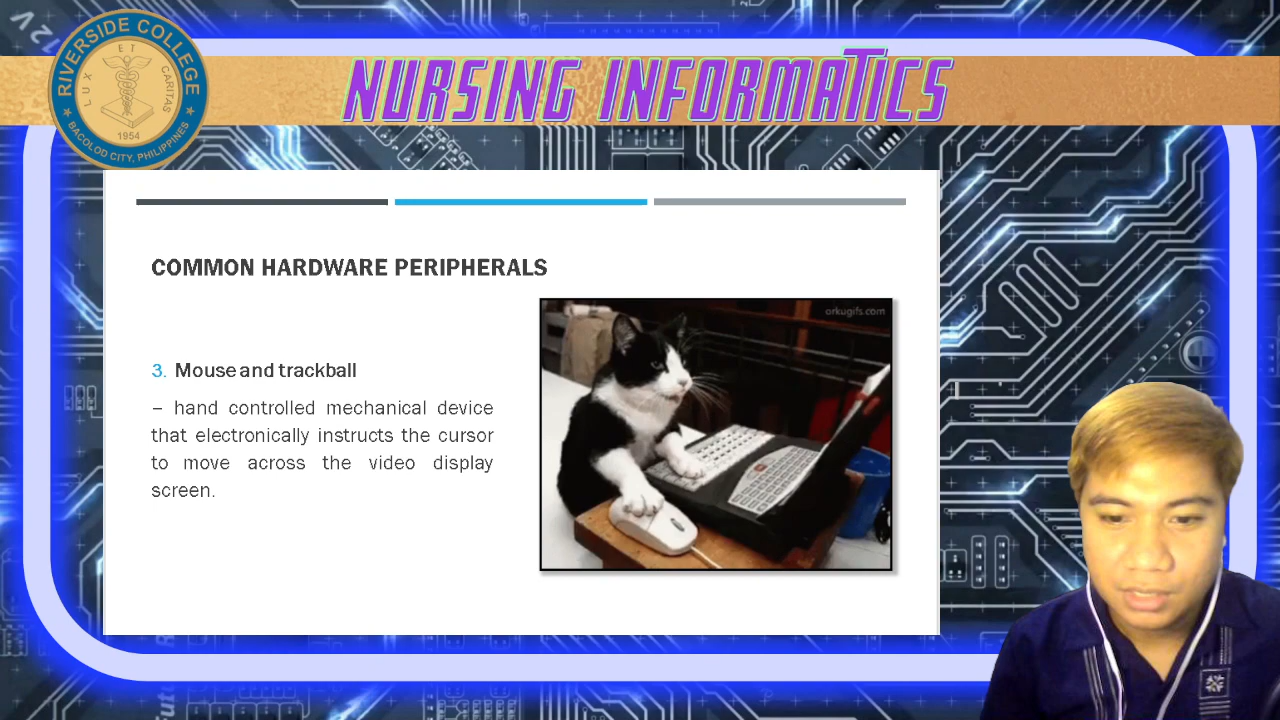 V2V
RIVERSIDE COLLEGE
ET
LUX
CARITAS
1954
BACOLOD CITY, PHILIPPINES
NURSING INFORMATICS
COMMON HARDWARE PERIPHERALS
orkugifs.com
3. Mouse and trackball
– hand controlled mechanical device
that electronically instructs the cursor
to move across the video display
screen.